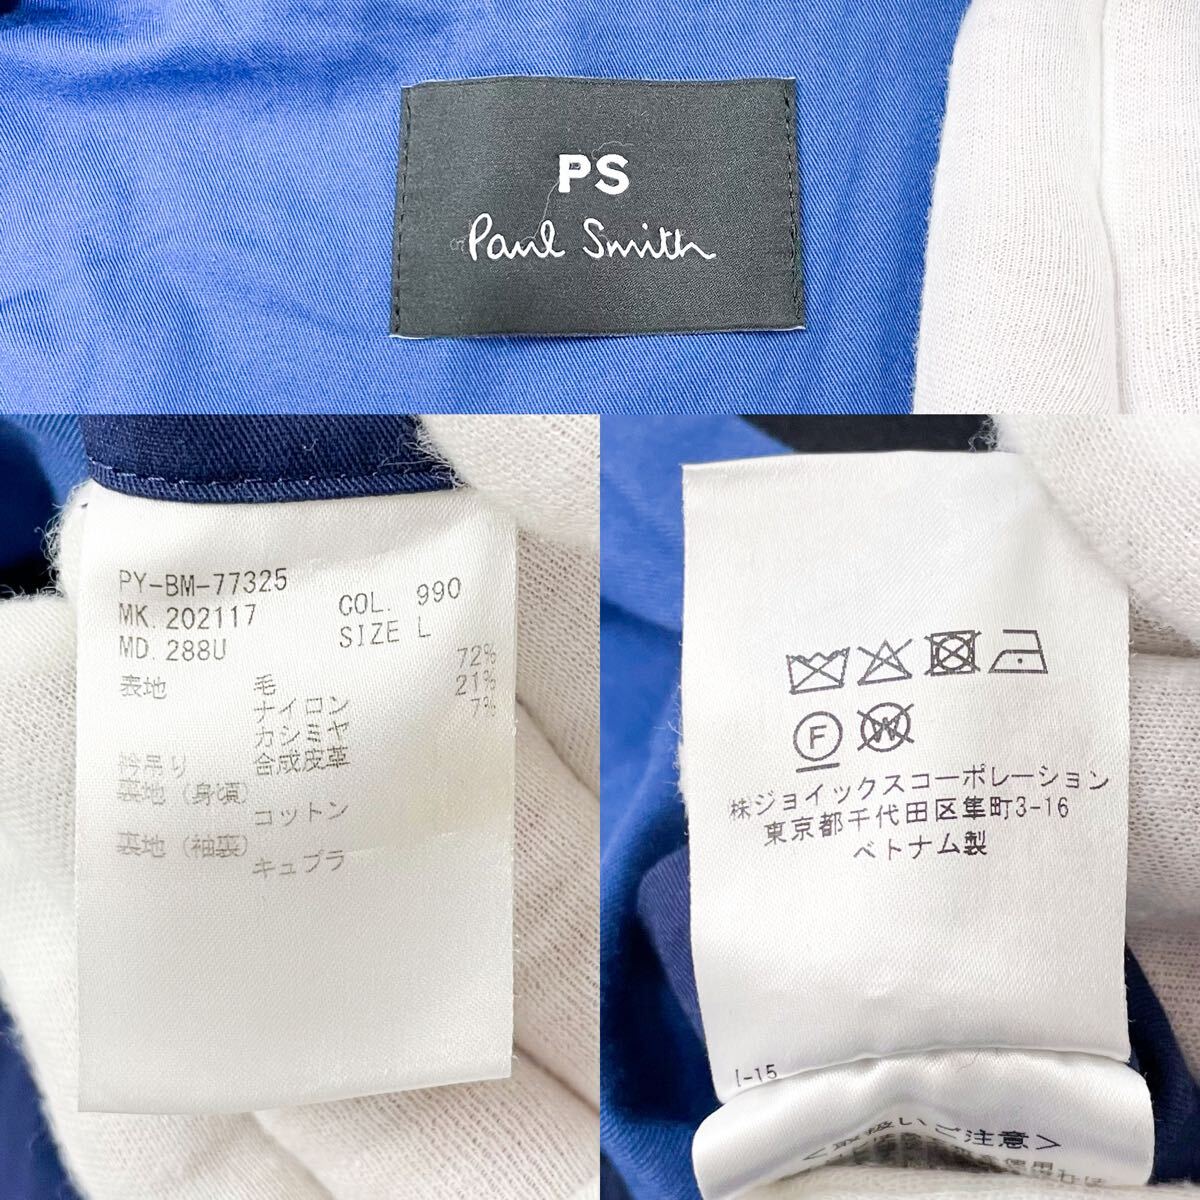 PS
Paul Smith
PY-BM-77325
MK. 202117 COL. 990
MD. 288U SIZE L
表地 毛 72%
ナイロン 21%
カシミヤ 7%
衿吊り 合成皮革
裏地(身頃)
コットン
裏地(袖裏)
キュプラ
F
W
株ジョイックスコーポレーション
東京都千代田区隼町3-16
ベトナム製
I-15
<取扱いご注意>